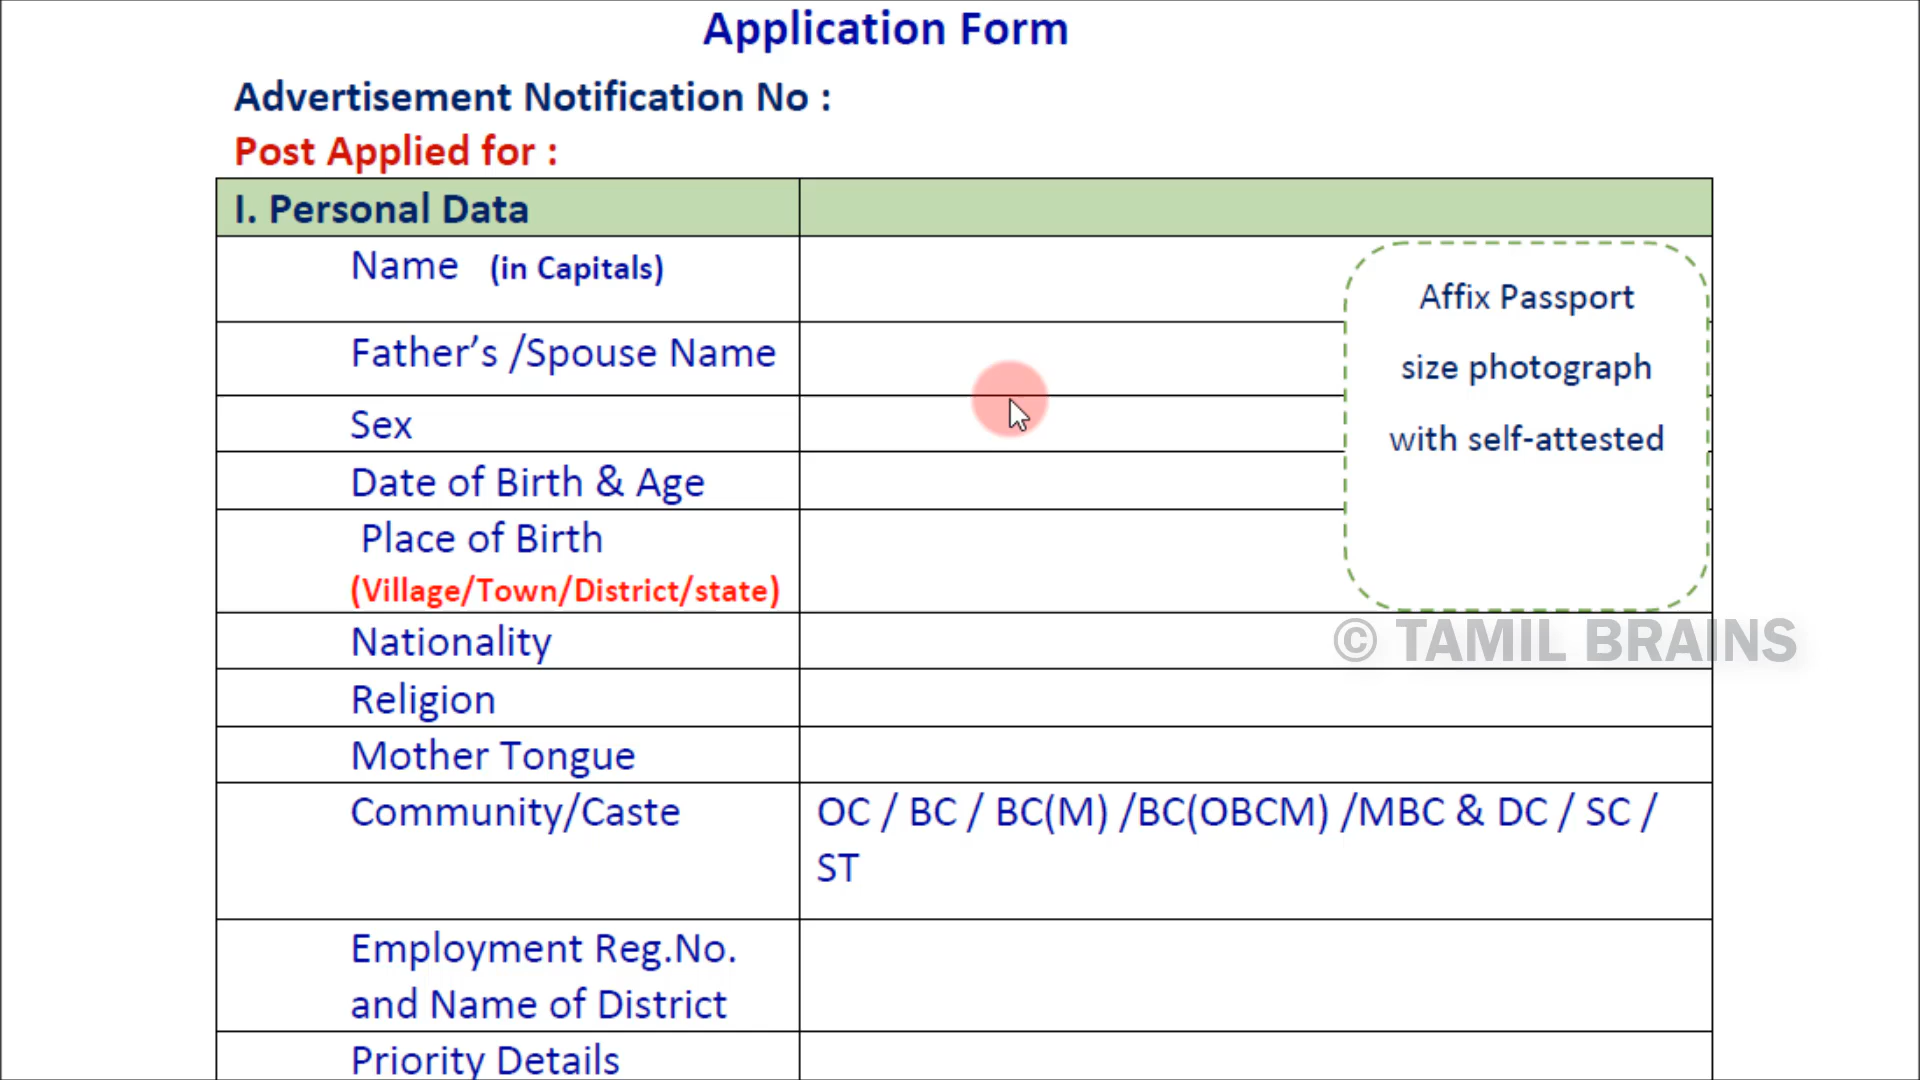 Application Form
Advertisement Notification No :
Post Applied for :
I. Personal Data
Name (in Capitals)
Affix Passport
size photograph
with self-attested
Father’s /Spouse Name
Sex
Date of Birth & Age
Place of Birth
(Village/Town/District/state)
Nationality
© TAMIL BRAINS
Religion
Mother Tongue
Community/Caste
OC / BC / BC(M) /BC(OBCM) /MBC & DC / SC /
ST
Employment Reg.No.
and Name of District
Priority Details